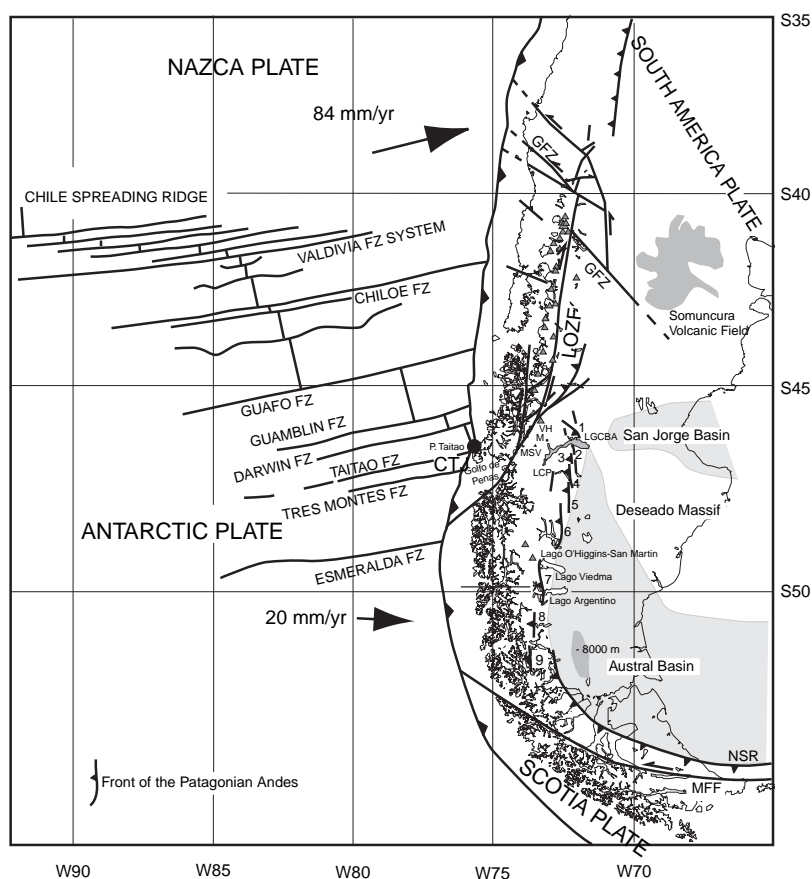 S35
NAZCA PLATE
SOUTH AMERICA PLATE
84 mm/yr
GFZ
CHILE SPREADING RIDGE
S40
VALDIVIA FZ SYSTEM
GFZ
CHILOE FZ
Somuncura
Volcanic Field
LOZF
S45
GUAFO FZ
GUAMBLIN FZ
VH
M
1
LGCBA
San Jorge Basin
P. Taitao
DARWIN FZ
MSV
CT
TAITAO FZ
Golfo de
Penas
3
2
LCP
4
TRES MONTES FZ
5
Deseado Massif
ANTARCTIC PLATE
6
ESMERALDA FZ
Lago O'Higgins-San Martin
7
Lago Viedma
S50
Lago Argentino
20 mm/yr
8
- 8000 m
9
Austral Basin
NSR
SCOTIA PLATE
Front of the Patagonian Andes
MFF
W90
W85
W80
W75
W70